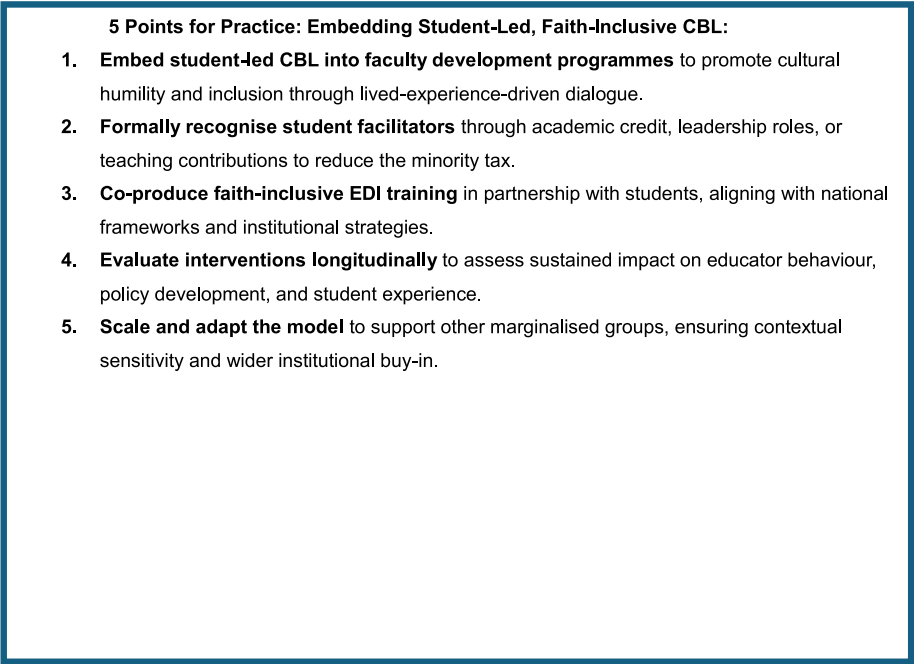 5 Points for Practice: Embedding Student-Led, Faith-Inclusive CBL:
1. Embed student-led CBL into faculty development programmes to promote cultural
humility and inclusion through lived-experience-driven dialogue.
2. Formally recognise student facilitators through academic credit, leadership roles, or
teaching contributions to reduce the minority tax.
3. Co-produce faith-inclusive EDI training in partnership with students, aligning with national
frameworks and institutional strategies.
4. Evaluate interventions longitudinally to assess sustained impact on educator behaviour,
policy development, and student experience.
5. Scale and adapt the model to support other marginalised groups, ensuring contextual
sensitivity and wider institutional buy-in.